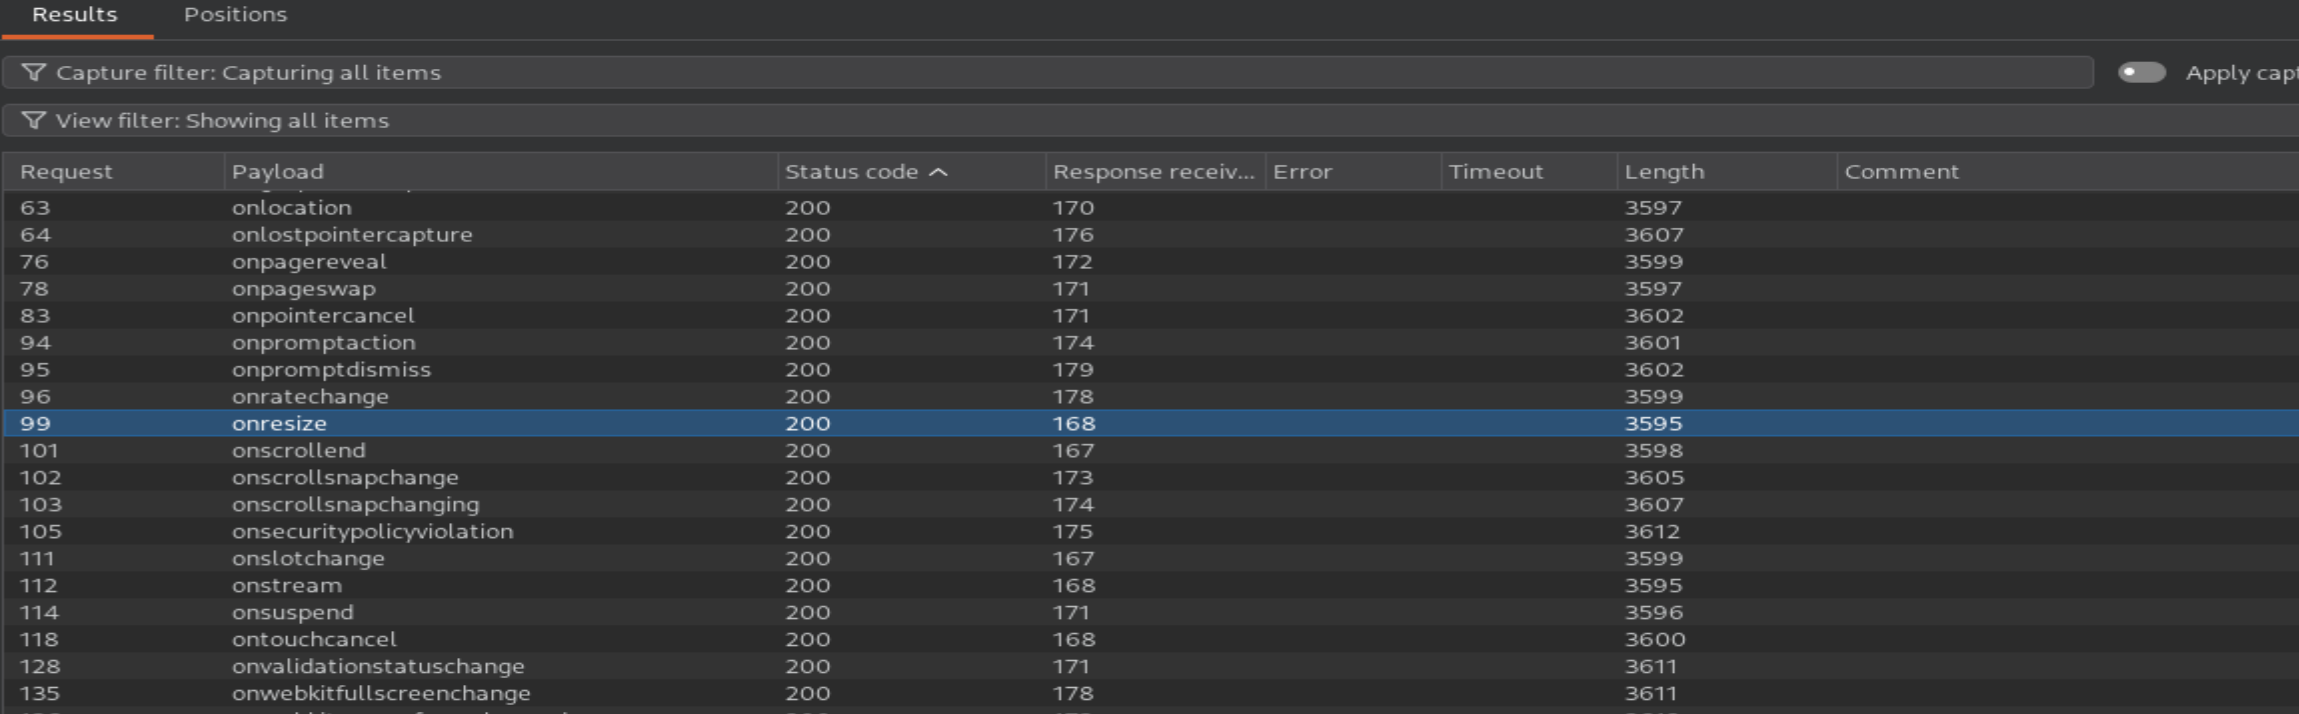 Results Positions
Capture filter: Capturing all items Apply capt
View filter: Showing all items
Request Payload Status code Response receiv... Error Timeout Length Comment
63 onlocation 200 170 3597
64 onlostpointercapture 200 176 3607
76 onpagereveal 200 172 3599
78 onpageswap 200 171 3597
83 onpointercancel 200 171 3602
94 onpromptaction 200 174 3601
95 onpromptdismiss 200 179 3602
96 onratechange 200 178 3599
99 onresize 200 168 3595
101 onscrollend 200 167 3598
102 onscrollsnapchange 200 173 3605
103 onscrollsnapchanging 200 174 3607
105 onsecuritypolicyviolation 200 175 3612
111 onslotchange 200 167 3599
112 onstream 200 168 3595
114 onsuspend 200 171 3596
118 ontouchcancel 200 168 3600
128 onvalidationstatuschange 200 171 3611
135 onwebkitfullscreenchange 200 178 3611